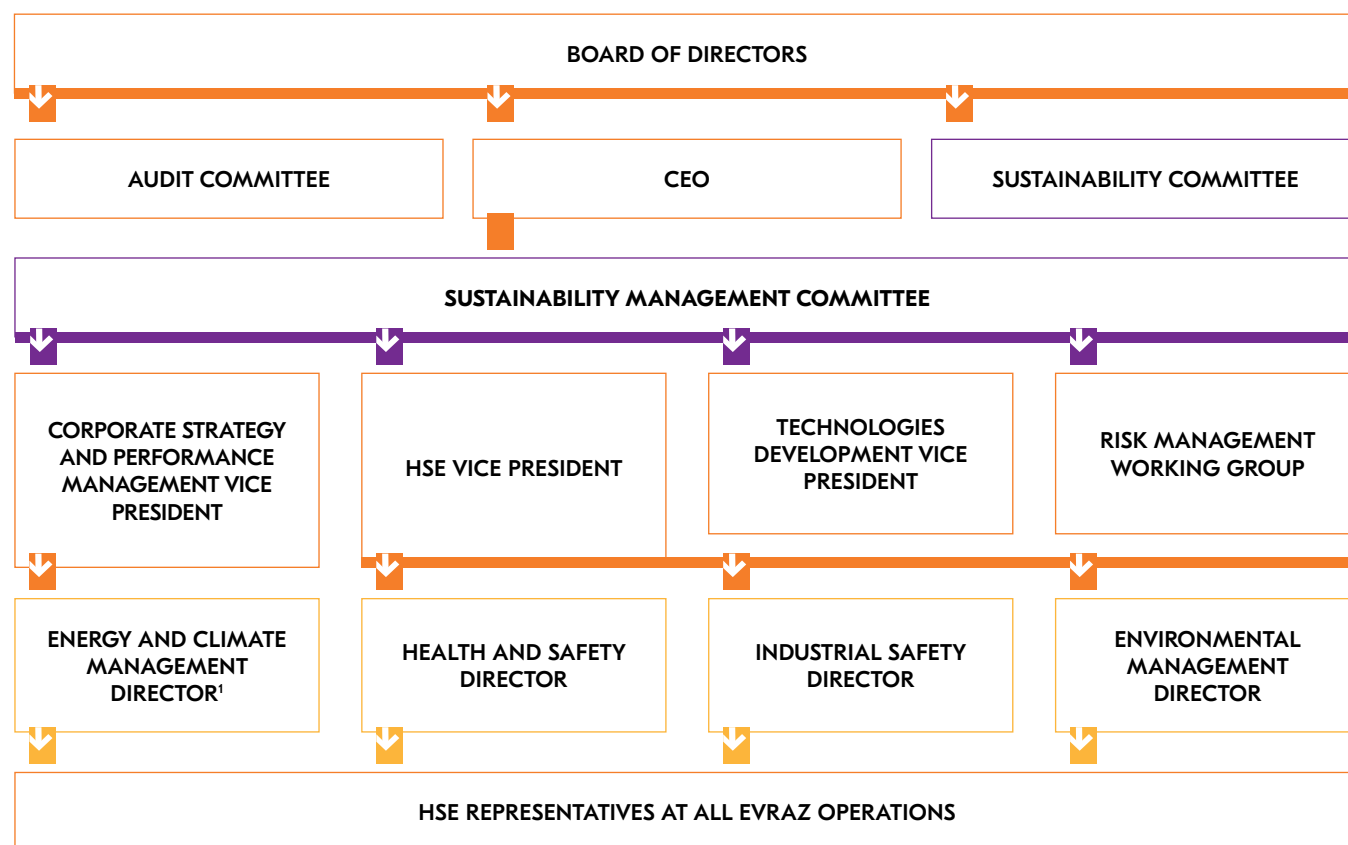 BOARD OF DIRECTORS
AUDIT COMMITTEE
CEO
SUSTAINABILITY COMMITTEE
SUSTAINABILITY MANAGEMENT COMMITTEE
CORPORATE STRATEGY
AND PERFORMANCE
MANAGEMENT VICE
PRESIDENT
HSE VICE PRESIDENT
TECHNOLOGIES
DEVELOPMENT VICE
PRESIDENT
RISK MANAGEMENT
WORKING GROUP
ENERGY AND CLIMATE
MANAGEMENT
DIRECTOR¹
HEALTH AND SAFETY
DIRECTOR
INDUSTRIAL SAFETY
DIRECTOR
ENVIRONMENTAL
MANAGEMENT
DIRECTOR
HSE REPRESENTATIVES AT ALL EVRAZ OPERATIONS